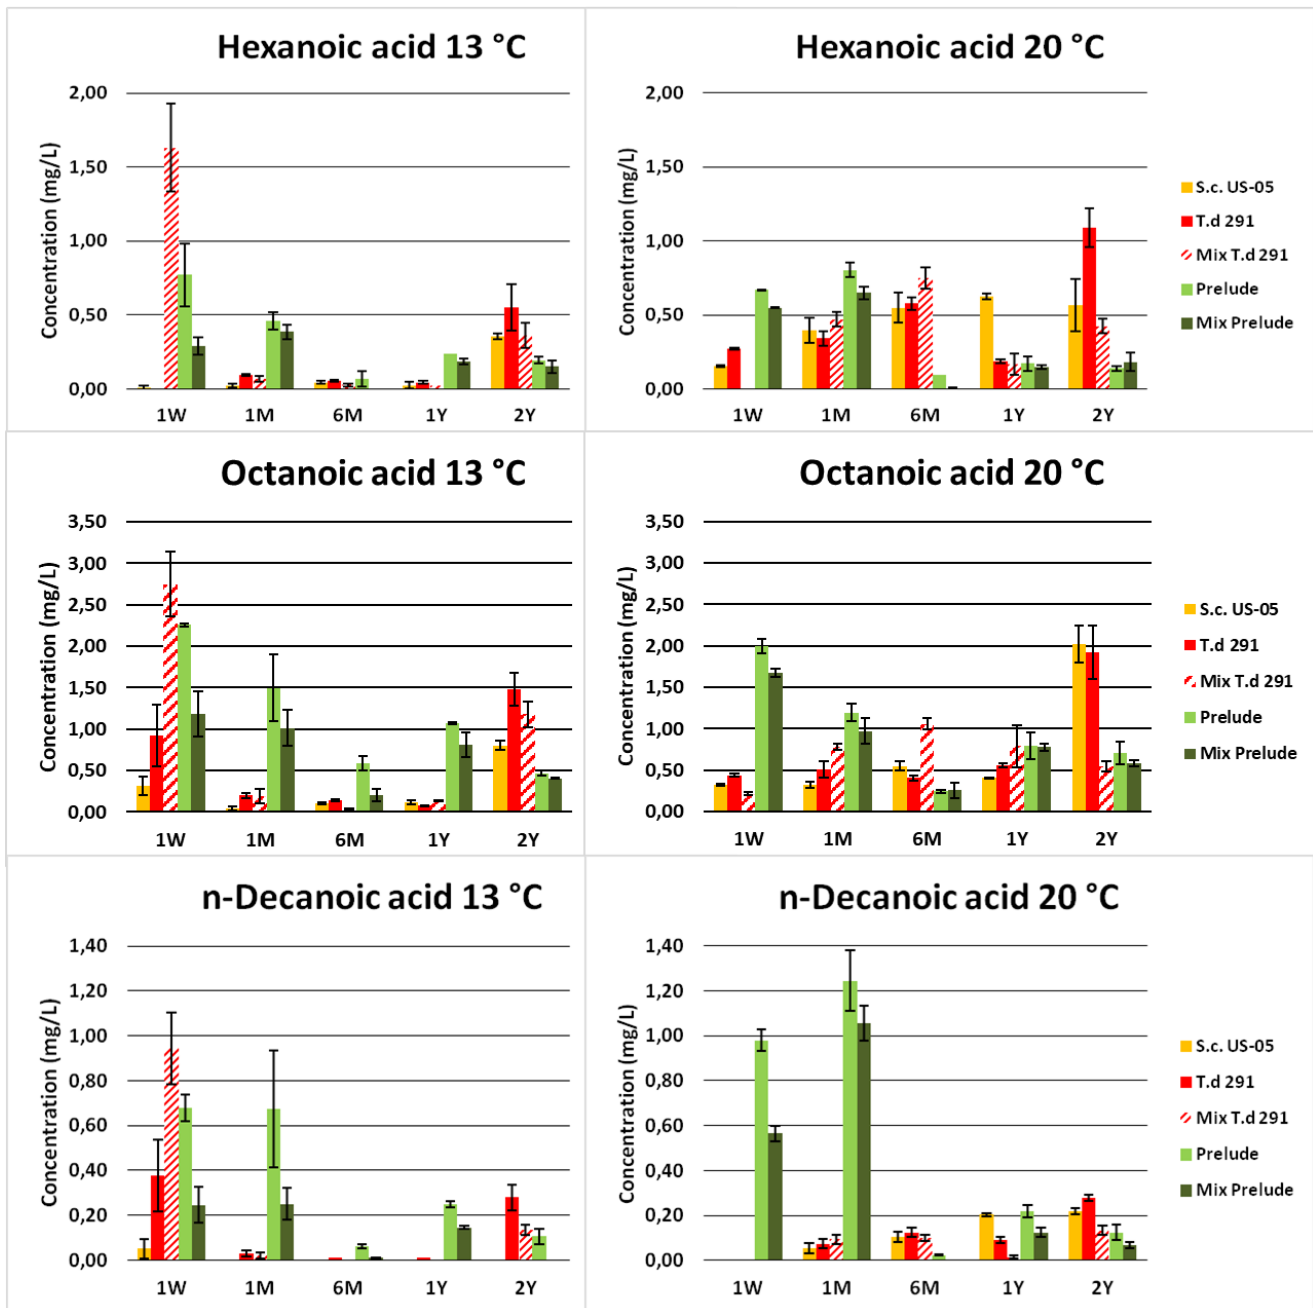 Hexanoic acid 13 °C
Concentration (mg/L)
2,00
1,50
1,00
0,50
0,00
1W 1M 6M 1Y 2Y
Hexanoic acid 20 °C
Concentration (mg/L)
2,00
1,50
1,00
0,50
0,00
1W 1M 6M 1Y 2Y
S.c. US-05
T.d 291
Mix T.d 291
Prelude
Mix Prelude
Octanoic acid 13 °C
Concentration (mg/L)
3,50
3,00
2,50
2,00
1,50
1,00
0,50
0,00
1W 1M 6M 1Y 2Y
Octanoic acid 20 °C
Concentration (mg/L)
3,50
3,00
2,50
2,00
1,50
1,00
0,50
0,00
1W 1M 6M 1Y 2Y
S.c. US-05
T.d 291
Mix T.d 291
Prelude
Mix Prelude
n-Decanoic acid 13 °C
Concentration (mg/L)
1,40
1,20
1,00
0,80
0,60
0,40
0,20
0,00
1W 1M 6M 1Y 2Y
n-Decanoic acid 20 °C
Concentration (mg/L)
1,40
1,20
1,00
0,80
0,60
0,40
0,20
0,00
1W 1M 6M 1Y 2Y
S.c. US-05
T.d 291
Mix T.d 291
Prelude
Mix Prelude